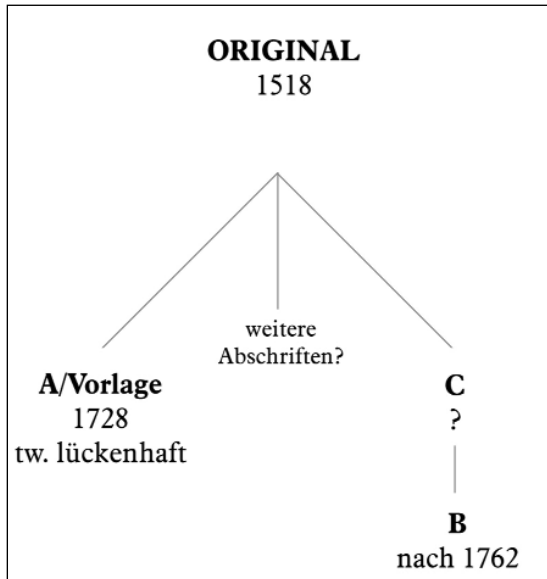 ORIGINAL
1518
weitere
Abschriften?
A/Vorlage
1728
tw. lückenhaft
C
?
B
nach 1762